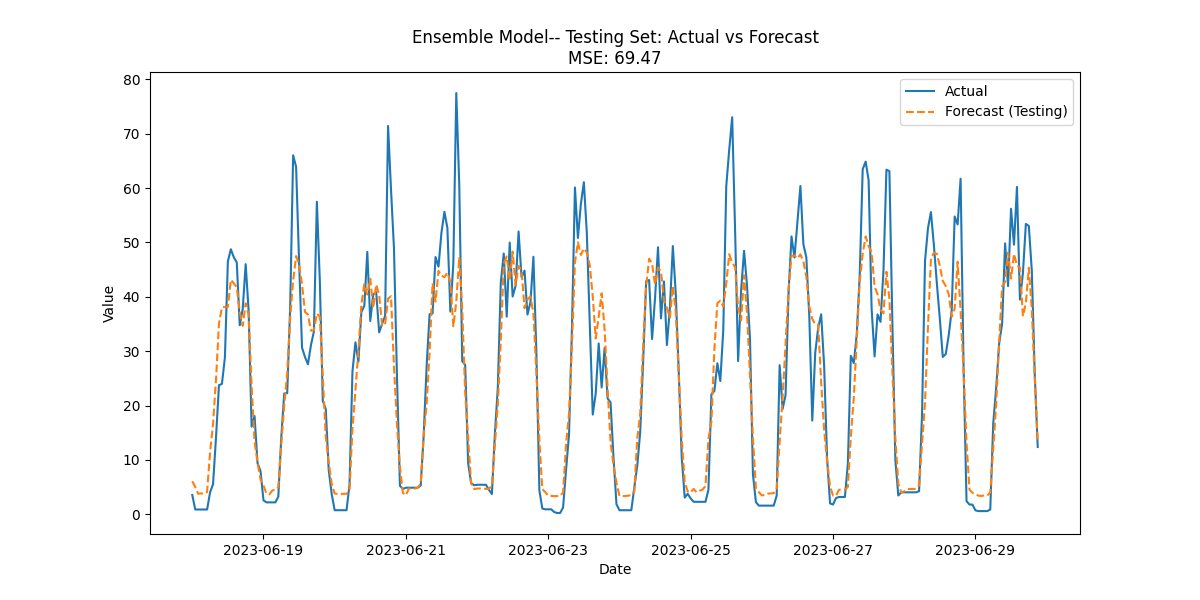 Ensemble Model-- Testing Set: Actual vs Forecast
MSE: 69.47
Actual
Forecast (Testing)
80
70
60
50
40
30
20
10
0
Value
2023-06-19 2023-06-21 2023-06-23 2023-06-25 2023-06-27 2023-06-29
Date